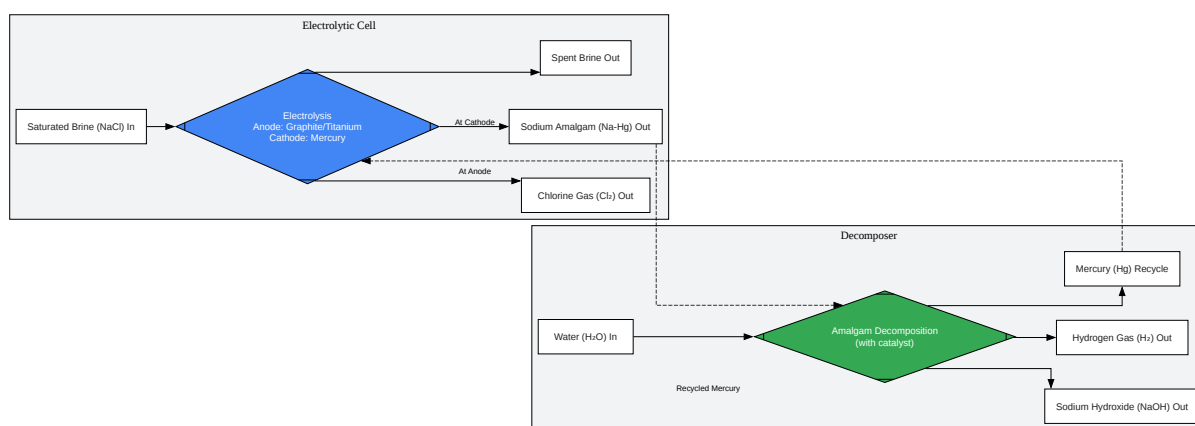 Electrolytic Cell
Spent Brine Out
Saturated Brine (NaCl) In
Electrolysis
Anode: Graphite/Titanium
Cathode: Mercury
At Cathode
Sodium Amalgam (Na-Hg) Out
At Anode
Chlorine Gas (Cl₂) Out
Decomposer
Mercury (Hg) Recycle
Water (H₂O) In
Amalgam Decomposition
(with catalyst)
Hydrogen Gas (H₂) Out
Recycled Mercury
Sodium Hydroxide (NaOH) Out